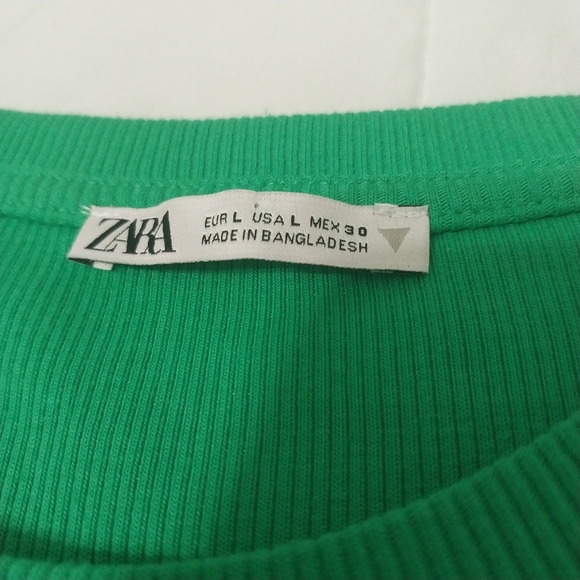 ZARA
EUR L USA L MEX 30
MADE IN BANGLADESH